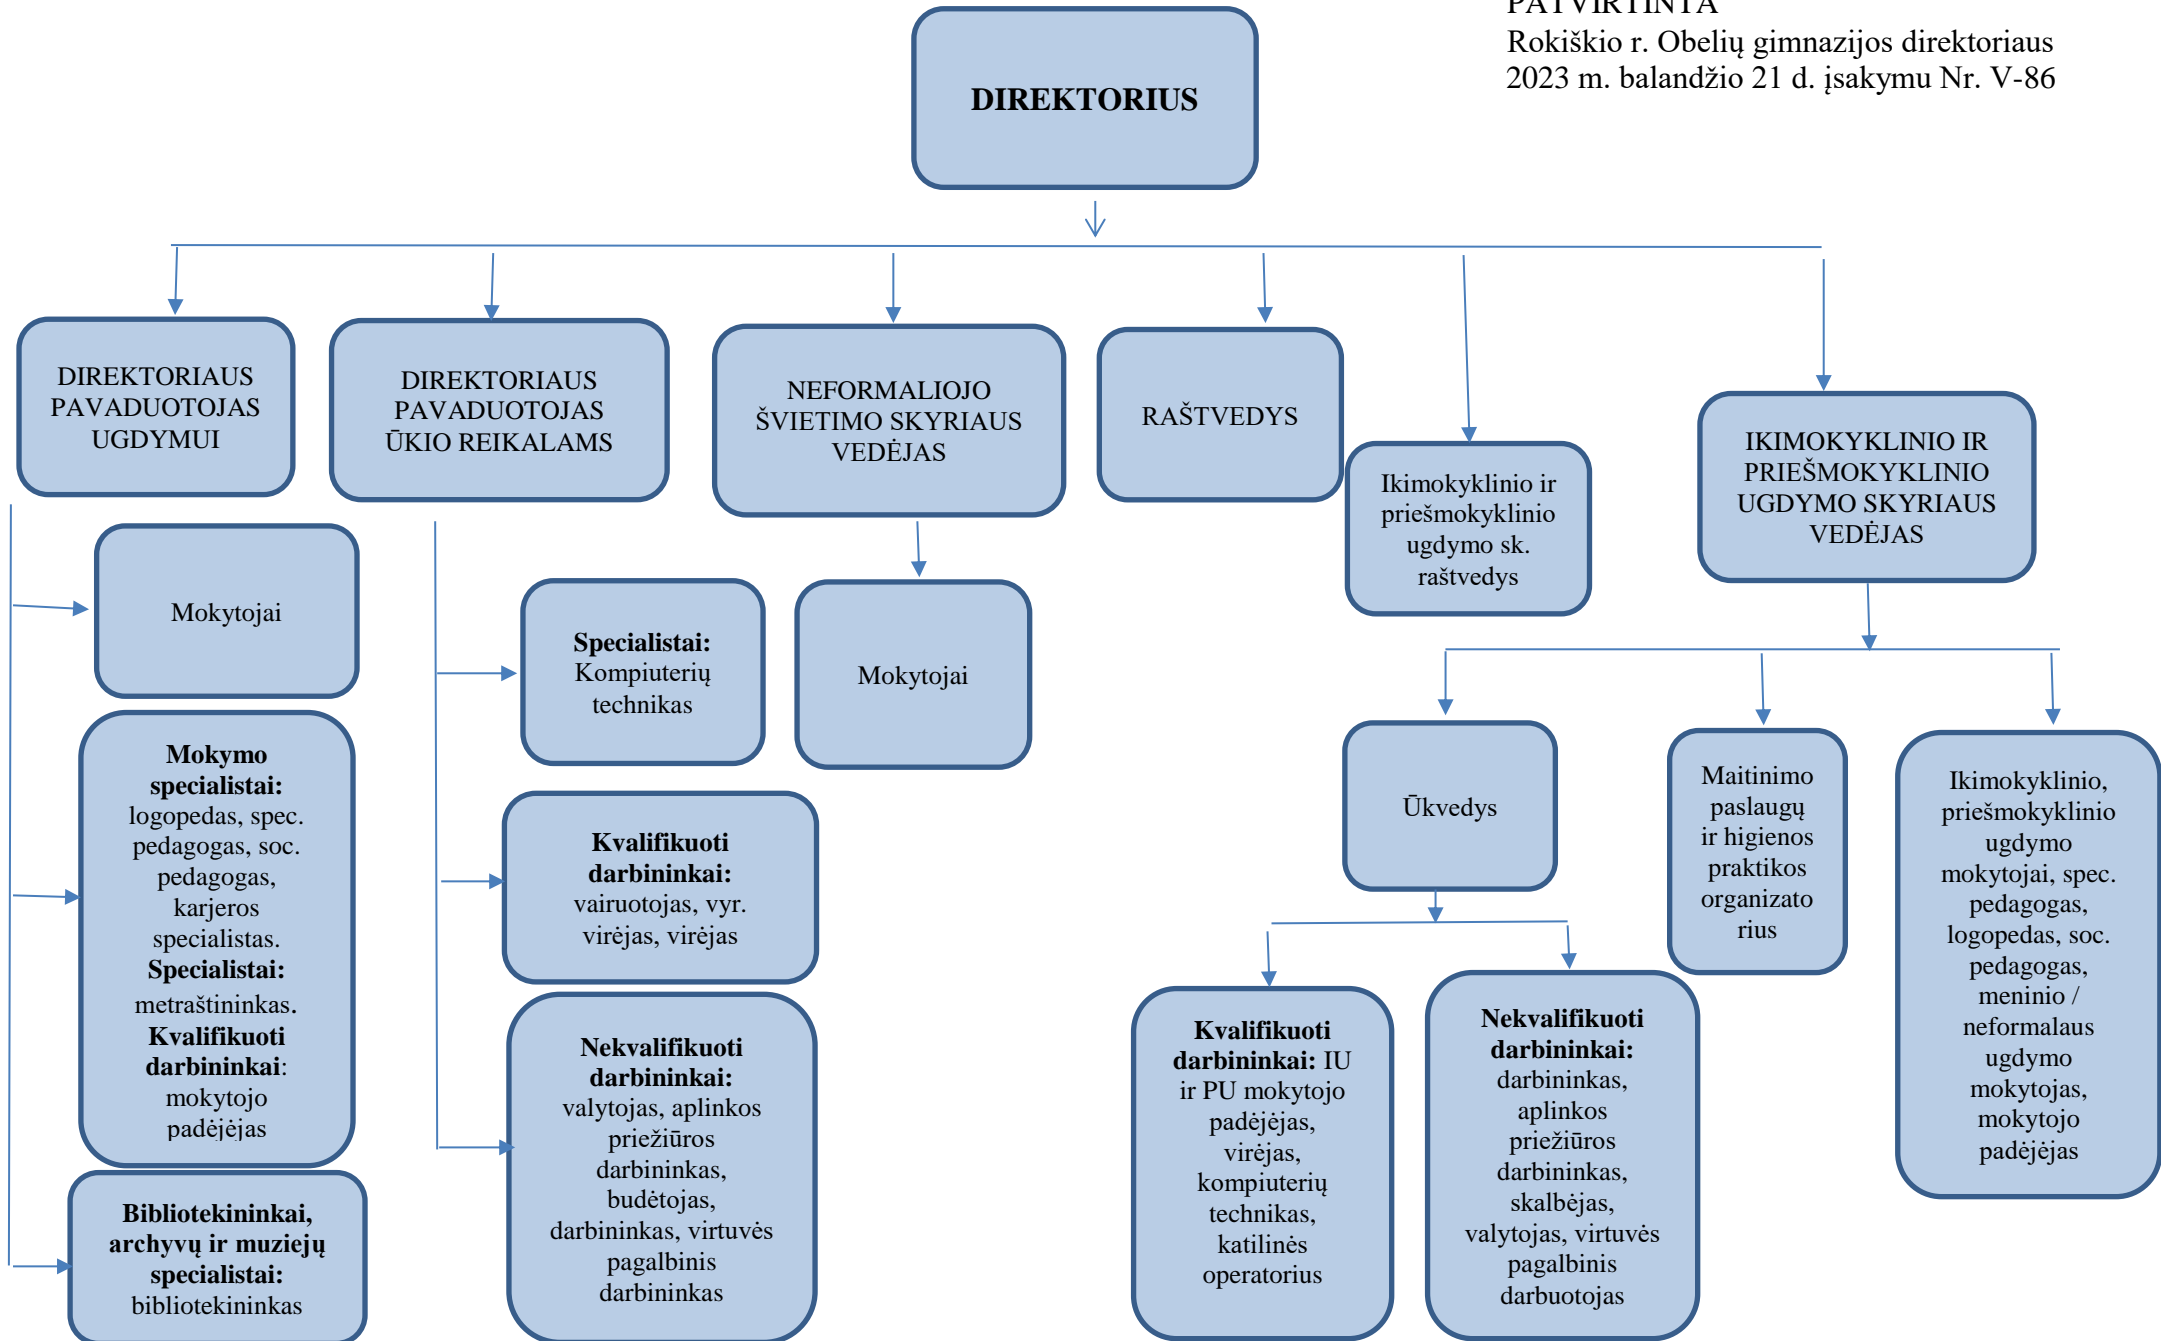 PATVIRTINTA
Rokiškio r. Obelių gimnazijos direktoriaus
2023 m. balandžio 21 d. įsakymu Nr. V-86
DIREKTORIUS
DIREKTORIAUS
PAVADUOTOJAS
UGDYMUI
DIREKTORIAUS
PAVADUOTOJAS
ŪKIO REIKALAMS
NEFORMALIOJO
ŠVIETIMO SKYRIAUS
VEDĖJAS
RAŠTVEDYS
Ikimokyklinio ir
priešmokyklinio
ugdymo sk.
raštvedys
IKIMOKYKLINIO IR
PRIEŠMOKYKLINIO
UGDYMO SKYRIAUS
VEDĖJAS
Mokytojai
Mokymo
specialistai:
logopedas, spec.
pedagogas, soc.
pedagogas,
karjeros
specialistas.
Specialistai:
metraštininkas.
Kvalifikuoti
darbininkai:
mokytojo
padėjėjas
Bibliotekininkai,
archyvų ir muziejų
specialistai:
bibliotekininkas
Specialistai:
Kompiuterių
technikas
Kvalifikuoti
darbininkai:
vairuotojas, vyr.
virėjas, virėjas
Nekvalifikuoti
darbininkai:
valytojas, aplinkos
priežiūros
darbininkas,
budėtojas,
darbininkas, virtuvės
pagalbinis
darbininkas
Mokytojai
Ūkvedys
Kvalifikuoti
darbininkai: IU
ir PU mokytojo
padėjėjas,
virėjas,
kompiuterių
technikas,
katilinės
operatorius
Nekvalifikuoti
darbininkai:
darbininkas,
aplinkos
priežiūros
darbininkas,
skalbėjas,
valytojas, virtuvės
pagalbinis
darbuotojas
Maitinimo
paslaugų
ir higienos
praktikos
organizato
rius
Ikimokyklinio,
priešmokyklinio
ugdymo
mokytojai, spec.
pedagogas,
logopedas, soc.
pedagogas,
meninio /
neformalaus
ugdymo
mokytojas,
mokytojo
padėjėjas